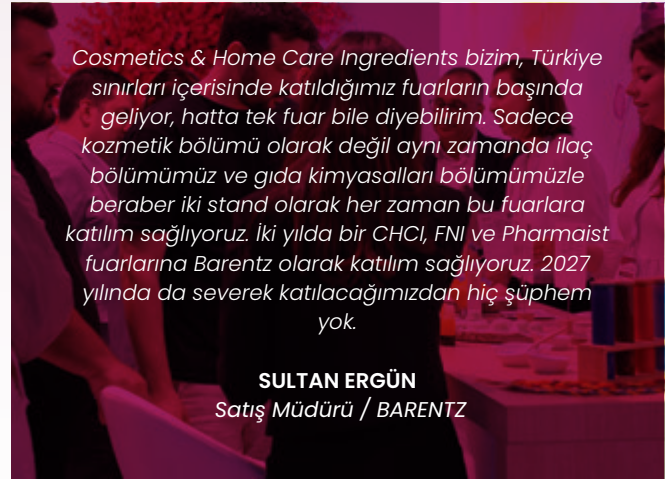 Cosmetics & Home Care Ingredients bizim, Türkiye
sınırları içerisinde katıldığımız fuarların başında
geliyor, hatta tek fuar bile diyebilirim. Sadece
kozmetik bölümü olarak değil aynı zamanda ilaç
bölümümüz ve gıda kimyasalları bölümümüzle
beraber iki stand olarak her zaman bu fuarlara
katılım sağlıyoruz. İki yılda bir CHCI, FNI ve Pharmaist
fuarlarına Barentz olarak katılım sağlıyoruz. 2027
yılında da severek katılacağımızdan hiç şüphem
yok.
SULTAN ERGÜN
Satış Müdürü / BARENTZ